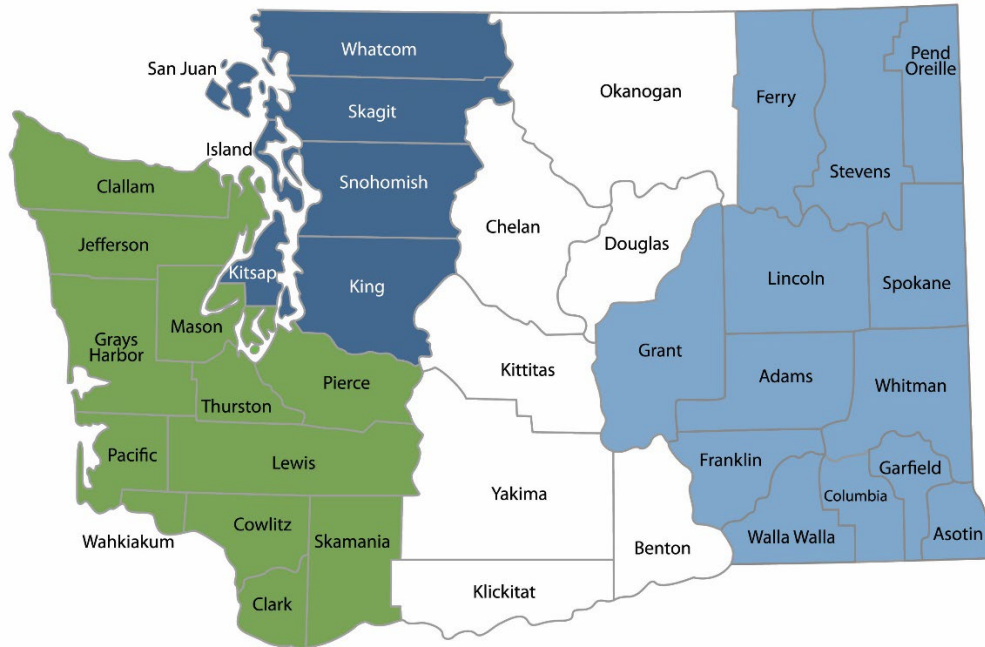 Whatcom
San Juan
Skagit
Island
Snohomish
King
Kitsap
Okanogan
Chelan
Douglas
Ferry
Stevens
Pend
Oreille
Clallam
Jefferson
Grays
Harbor
Mason
Thurston
Pierce
Pacific
Lewis
Wahkiakum
Cowlitz
Skamania
Clark
Kittitas
Yakima
Klickitat
Benton
Grant
Lincoln
Spokane
Adams
Whitman
Franklin
Walla Walla
Columbia
Garfield
Asotin